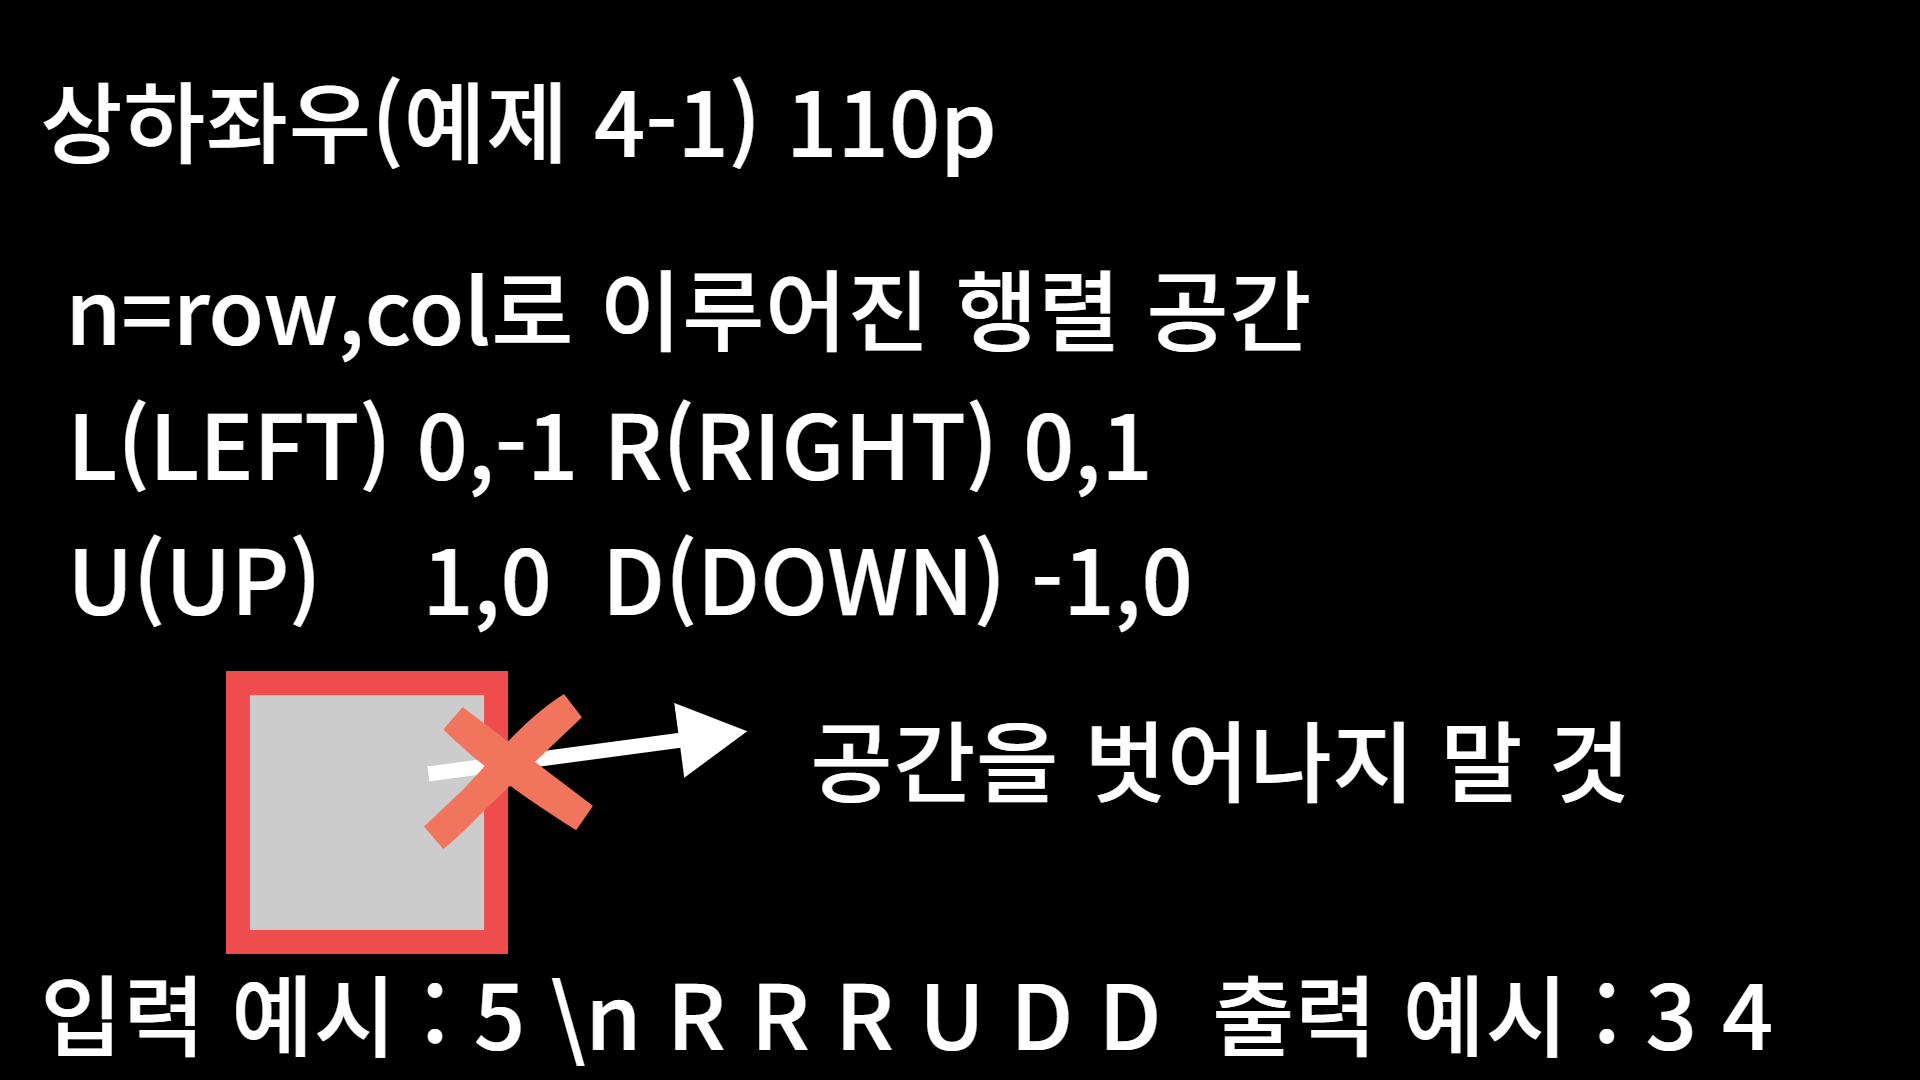 상하좌우(예제 4-1) 110p
n=row,col로 이루어진 행렬 공간
L(LEFT) 0,-1 R(RIGHT) 0,1
U(UP) 1,0 D(DOWN) -1,0
공간을 벗어나지 말 것
입력 예시 : 5 \n R R R U D D 출력 예시 : 3 4